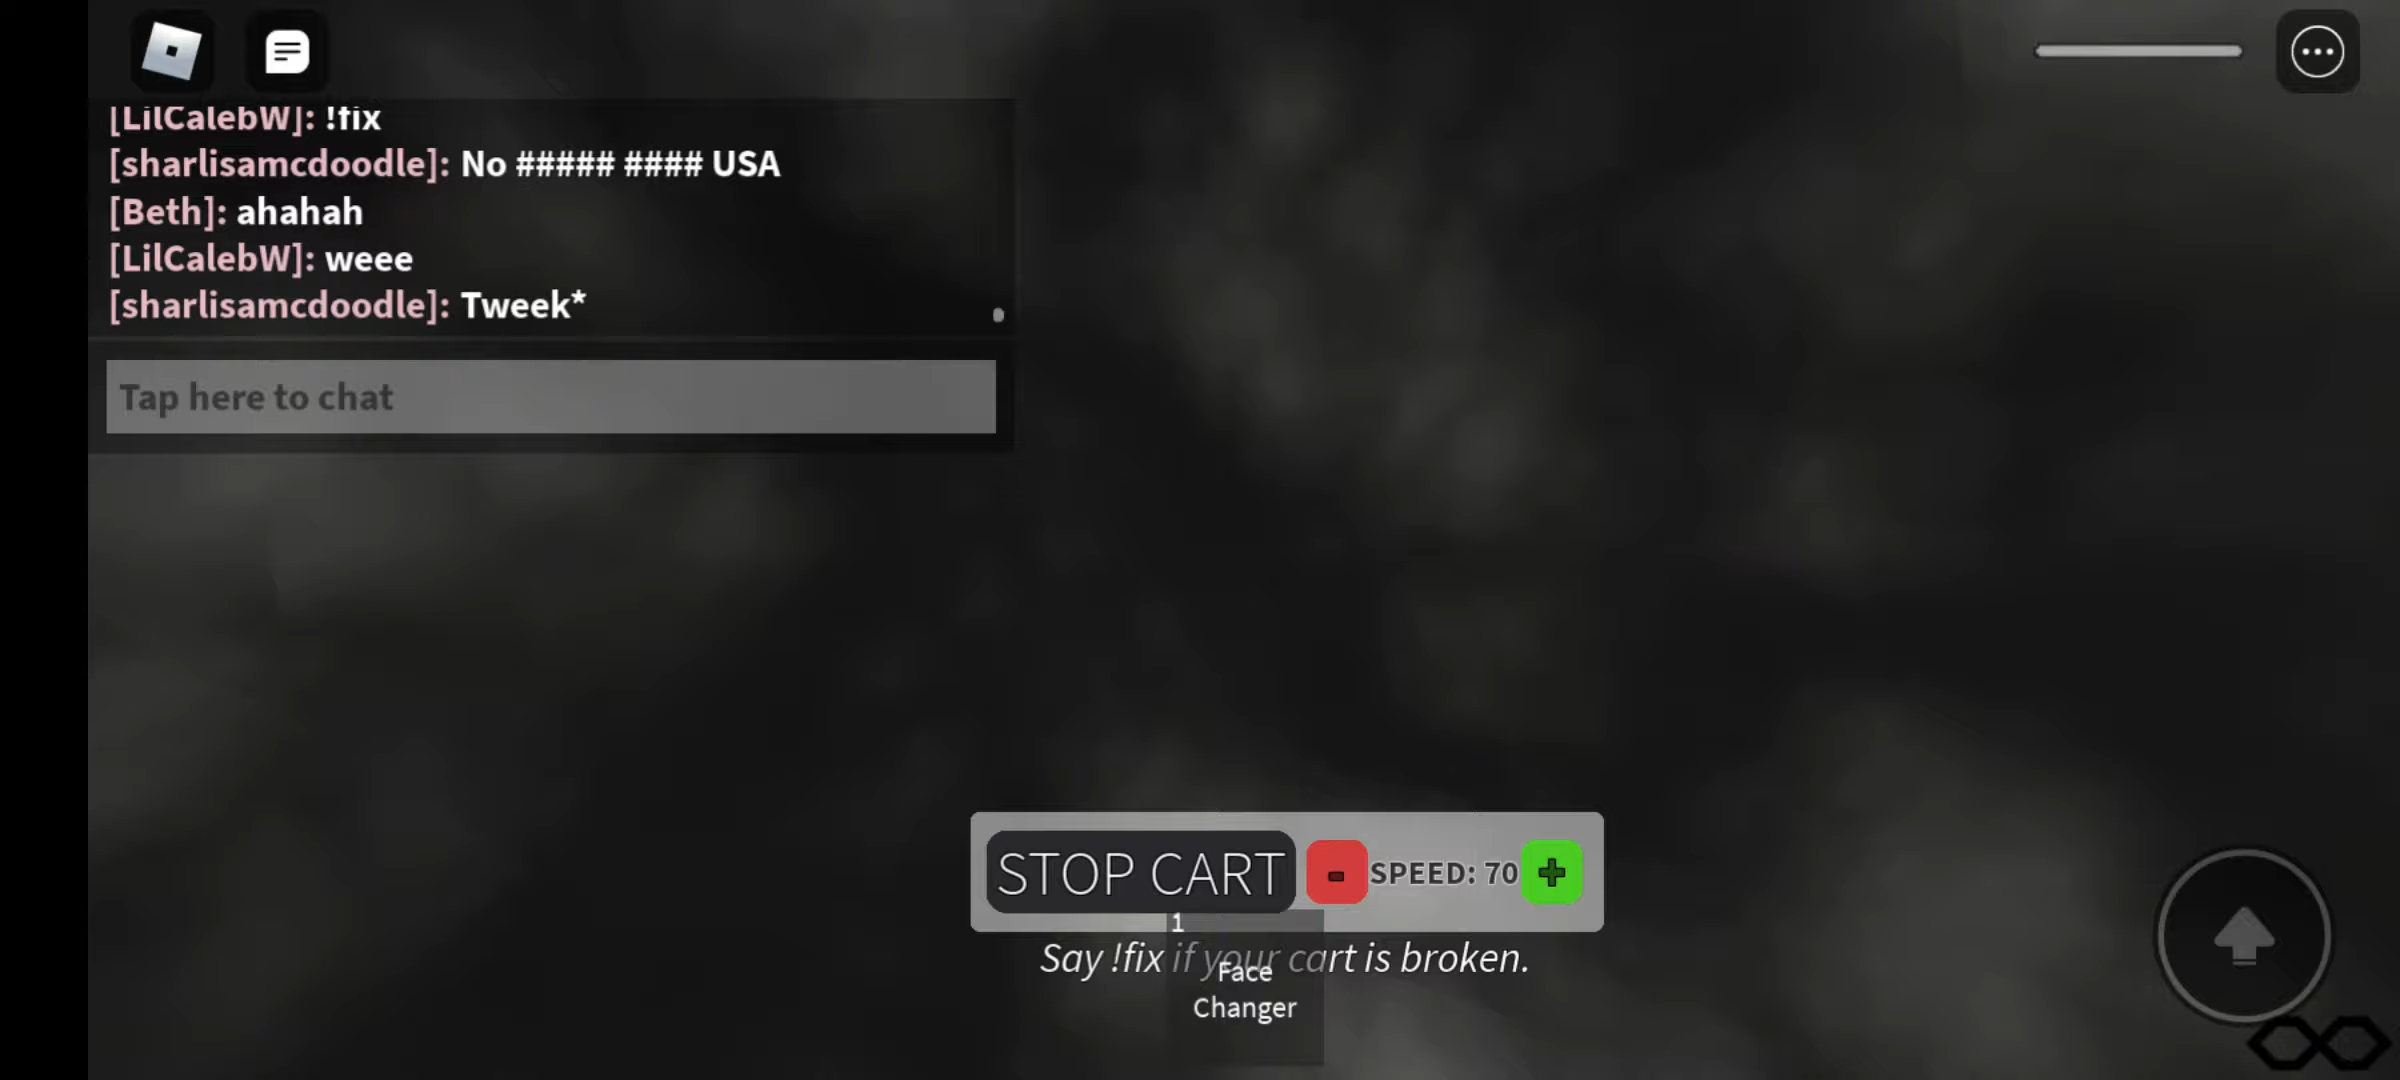 [LilCalebW]: !fix
[sharlisamcdoodle]: No ##### #### USA
[Beth]: ahahah
[LilCalebW]: weee
[sharlisamcdoodle]: Tweek*
Tap here to chat
STOP CART
-
SPEED: 70
+
1
Say !fix if your cart is broken.
Face
Changer